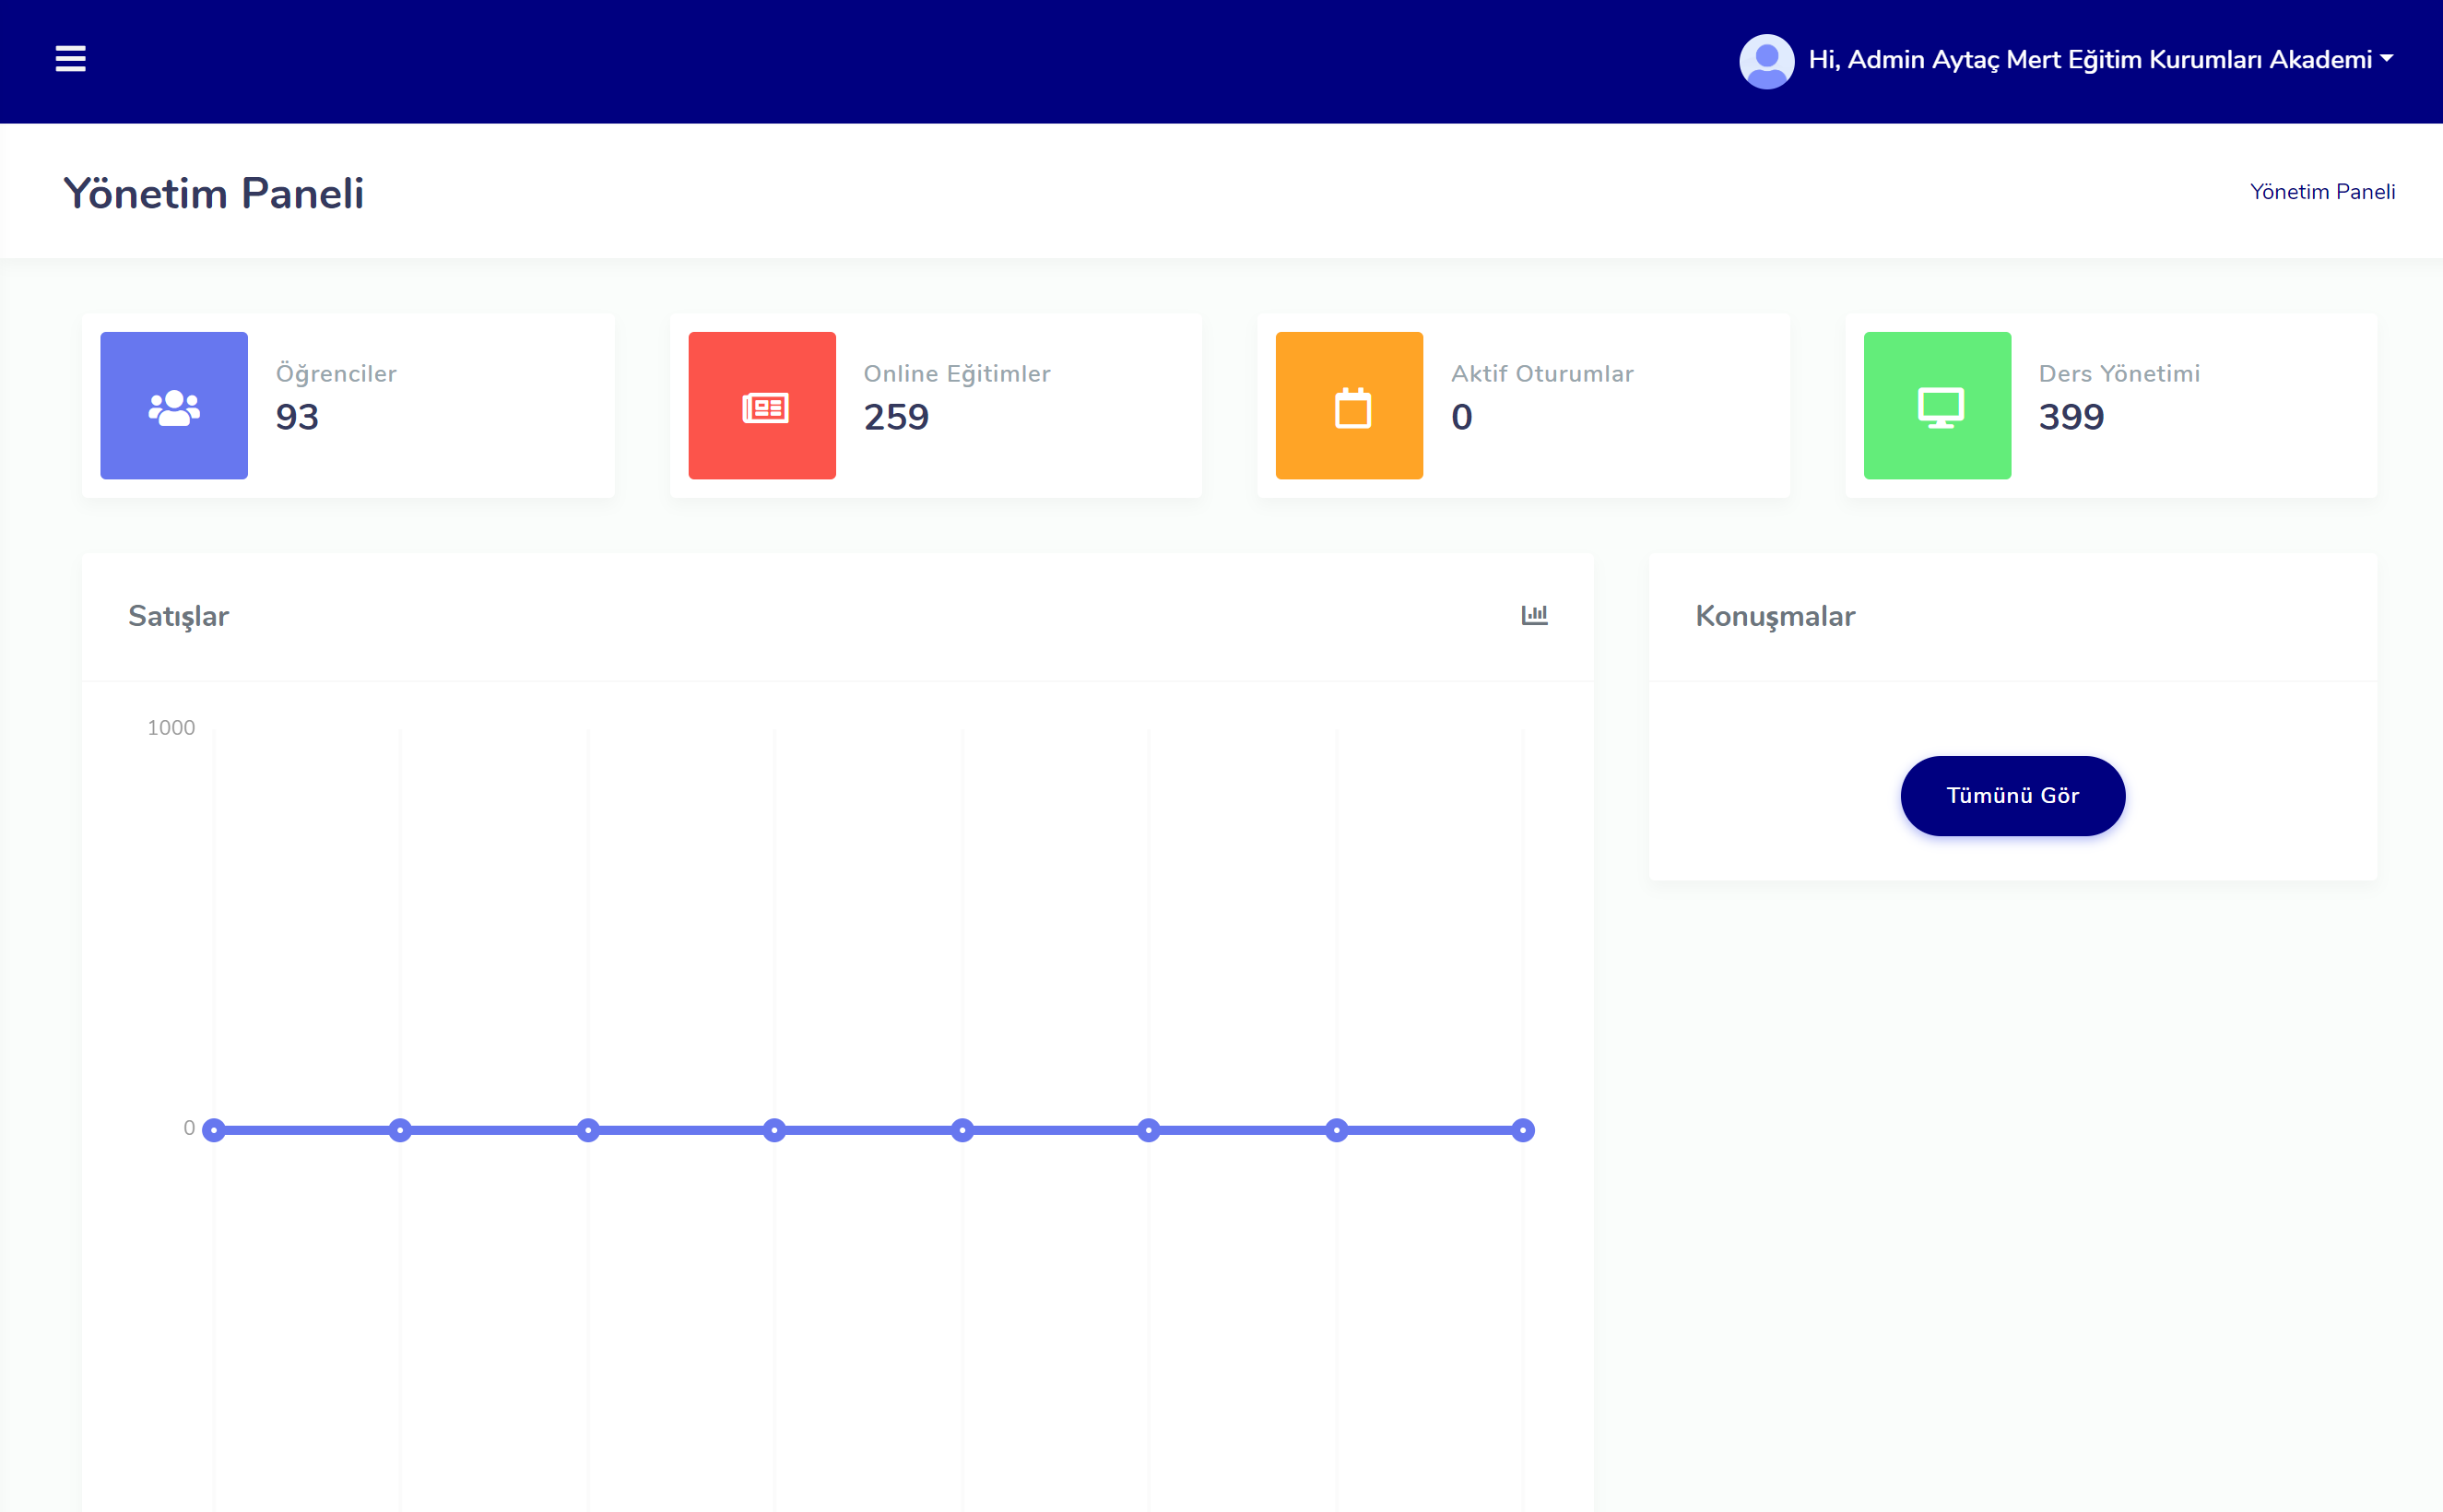 Hi, Admin Aytaç Mert Eğitim Kurumları Akademi
Yönetim Paneli
Yönetim Paneli
Öğrenciler
93
Online Eğitimler
259
Aktif Oturumlar
0
Ders Yönetimi
399
Satışlar
1000
0
Konuşmalar
Tümünü Gör